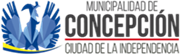 MUNICIPALIDAD DE
CONCEPCIÓN
CIUDAD DE LA INDEPENDENCIA